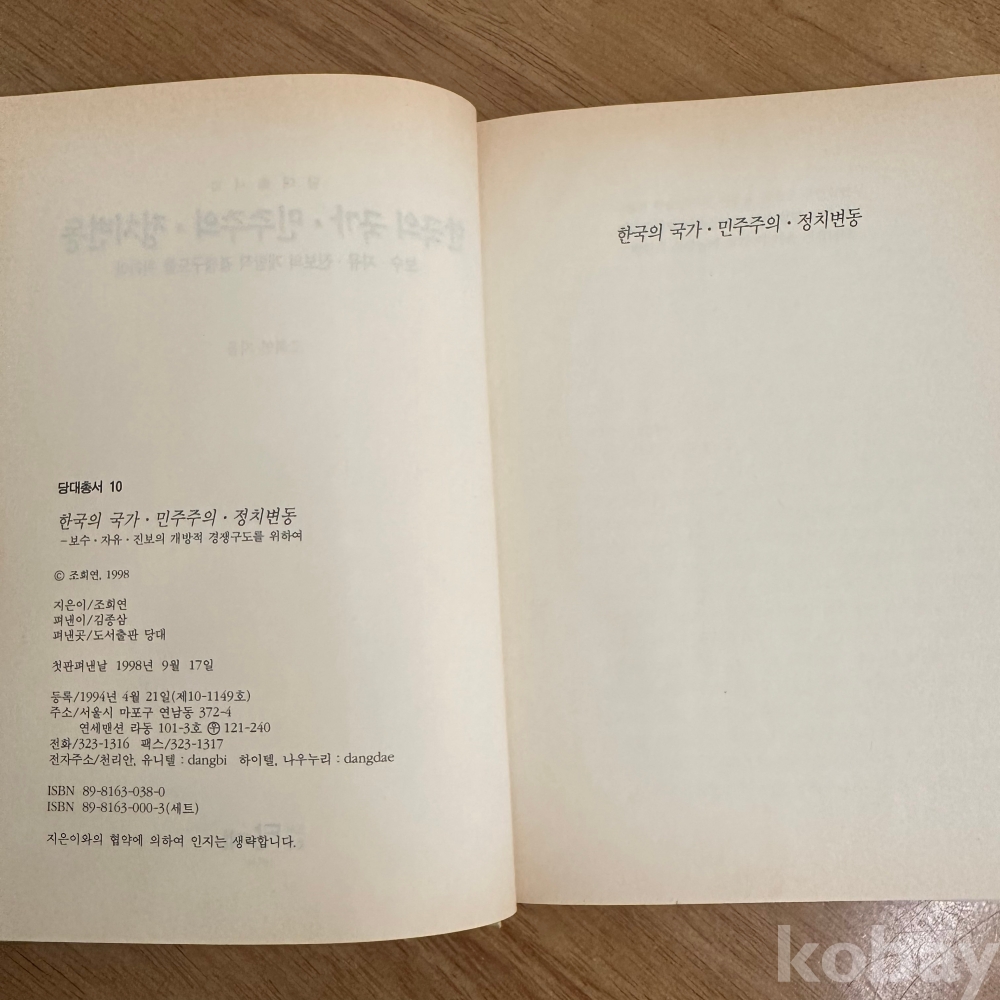 당대총서 10
한국의 국가 · 민주주의 · 정치변동
– 보수 · 자유 · 진보의 개방적 경쟁구도를 위하여
© 조희연, 1998
지은이/조희연
펴낸이/김종삼
펴낸곳/도서출판 당대
첫판펴낸날 1998년 9월 17일
등록/1994년 4월 21일(제10-1149호)
주소/서울시 마포구 연남동 372-4
연세맨션 라동 101-3호 ㉾ 121-240
전화/323-1316 팩스/323-1317
전자주소/천리안, 유니텔 : dangbi 하이텔, 나우누리 : dangdae
ISBN 89-8163-038-0
ISBN 89-8163-000-3(세트)
지은이와의 협약에 의하여 인지는 생략합니다.
한국의 국가 · 민주주의 · 정치변동
kobay